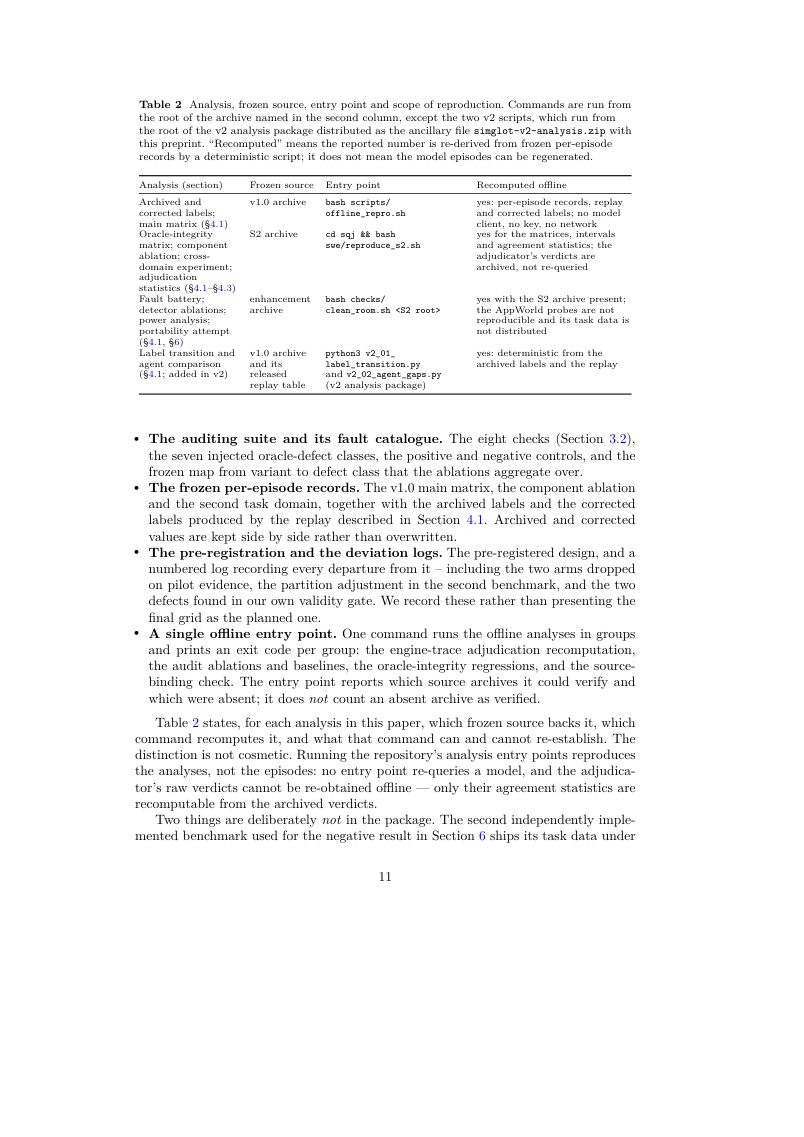 Table 2 Analysis, frozen source, entry point and scope of reproduction. Commands are run from
the root of the archive named in the second column, except the two v2 scripts, which run from
the root of the v2 analysis package distributed as the ancillary file simglot-v2-analysis.zip with
this preprint. “Recomputed” means the reported number is re-derived from frozen per-episode
records by a deterministic script; it does not mean the model episodes can be regenerated.
Analysis (section) Frozen source Entry point Recomputed offline
Archived and v1.0 archive bash scripts/ yes: per-episode records, replay
corrected labels; offline_repro.sh and corrected labels; no model
main matrix (§4.1) client, no key, no network
Oracle-integrity S2 archive cd sqj && bash yes for the matrices, intervals
matrix; component swe/reproduce_s2.sh and agreement statistics; the
ablation; cross- adjudicator’s verdicts are
domain experiment; archived, not re-queried
adjudication
statistics (§4.1–§4.3)
Fault battery; enhancement bash checks/ yes with the S2 archive present;
detector ablations; archive clean_room.sh <S2 root> the AppWorld probes are not
power analysis; reproducible and its task data is
portability attempt not distributed
(§4.1, §6)
Label transition and v1.0 archive python3 v2_01_ yes: deterministic from the
agent comparison and its label_transition.py archived labels and the replay
(§4.1; added in v2) released and v2_02_agent_gaps.py
replay table (v2 analysis package)
• The auditing suite and its fault catalogue. The eight checks (Section 3.2),
the seven injected oracle-defect classes, the positive and negative controls, and the
frozen map from variant to defect class that the ablations aggregate over.
• The frozen per-episode records. The v1.0 main matrix, the component ablation
and the second task domain, together with the archived labels and the corrected
labels produced by the replay described in Section 4.1. Archived and corrected
values are kept side by side rather than overwritten.
• The pre-registration and the deviation logs. The pre-registered design, and a
numbered log recording every departure from it – including the two arms dropped
on pilot evidence, the partition adjustment in the second benchmark, and the two
defects found in our own validity gate. We record these rather than presenting the
final grid as the planned one.
• A single offline entry point. One command runs the offline analyses in groups
and prints an exit code per group: the engine-trace adjudication recomputation,
the audit ablations and baselines, the oracle-integrity regressions, and the source-
binding check. The entry point reports which source archives it could verify and
which were absent; it does not count an absent archive as verified.
Table 2 states, for each analysis in this paper, which frozen source backs it, which
command recomputes it, and what that command can and cannot re-establish. The
distinction is not cosmetic. Running the repository’s analysis entry points reproduces
the analyses, not the episodes: no entry point re-queries a model, and the adjudica-
tor’s raw verdicts cannot be re-obtained offline — only their agreement statistics are
recomputable from the archived verdicts.
Two things are deliberately not in the package. The second independently imple-
mented benchmark used for the negative result in Section 6 ships its task data under
11